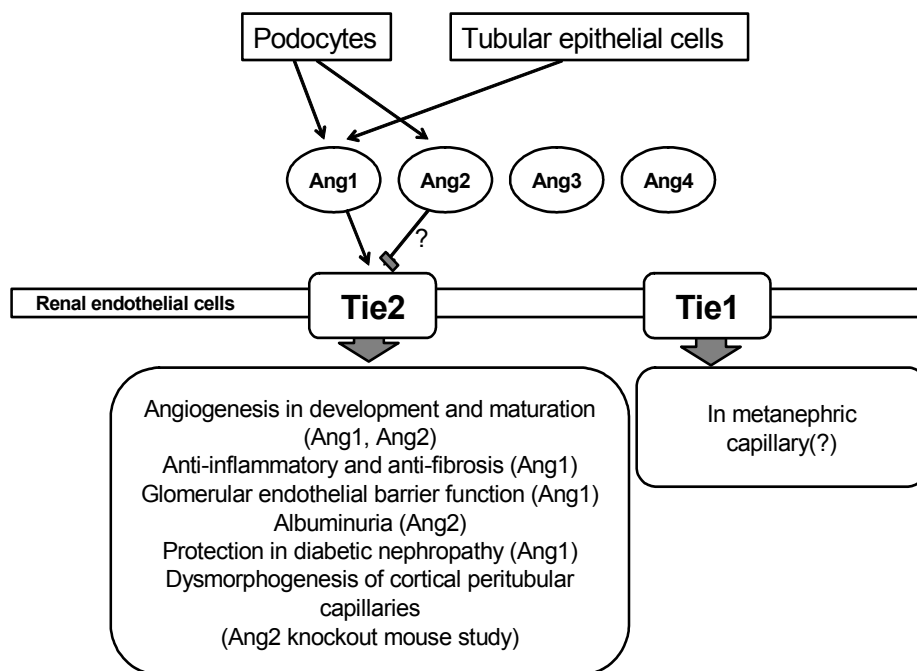 Podocytes
Tubular epithelial cells
Ang1
Ang2
Ang3
Ang4
?
Renal endothelial cells
Tie2
Tie1
Angiogenesis in development and maturation
(Ang1, Ang2)
Anti-inflammatory and anti-fibrosis (Ang1)
Glomerular endothelial barrier function (Ang1)
Albuminuria (Ang2)
Protection in diabetic nephropathy (Ang1)
Dysmorphogenesis of cortical peritubular
capillaries
(Ang2 knockout mouse study)
In metanephric
capillary(?)